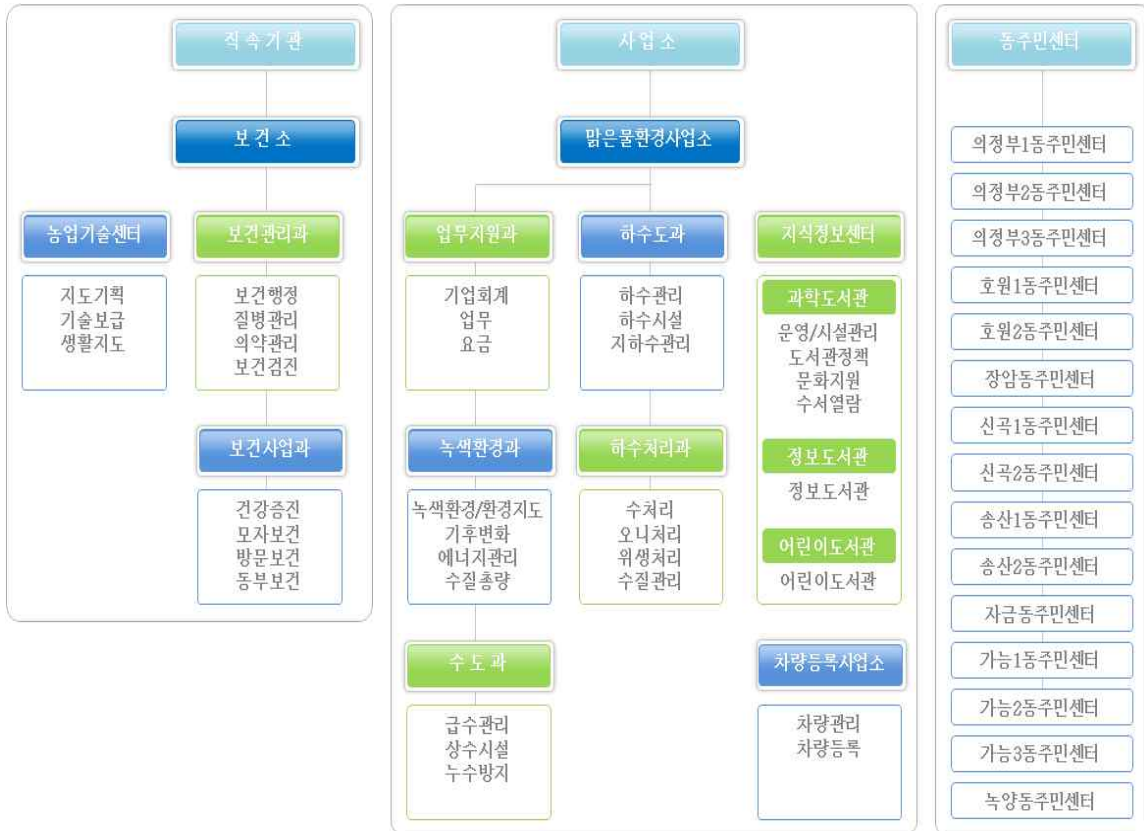 직속기관
보건소
농업기술센터
지도기획
기술보급
생활지도
보건관리과
보건행정
질병관리
의약관리
보건검진
보건사업과
건강증진
모자보건
방문보건
동부보건
사업소
맑은물환경사업소
업무지원과
기업회계
업무
요금
녹색환경과
녹색환경/환경지도
기후변화
에너지관리
수질총량
수도과
급수관리
상수시설
누수방지
하수도과
하수관리
하수시설
지하수관리
하수처리과
수처리
오니처리
위생처리
수질관리
지식정보센터
과학도서관
운영/시설관리
도서관정책
문화지원
수서열람
정보도서관
정보도서관
어린이도서관
어린이도서관
차량등록사업소
차량관리
차량등록
동주민센터
의정부1동주민센터
의정부2동주민센터
의정부3동주민센터
호원1동주민센터
호원2동주민센터
장암동주민센터
신곡1동주민센터
신곡2동주민센터
송산1동주민센터
송산2동주민센터
자금동주민센터
가능1동주민센터
가능2동주민센터
가능3동주민센터
녹양동주민센터